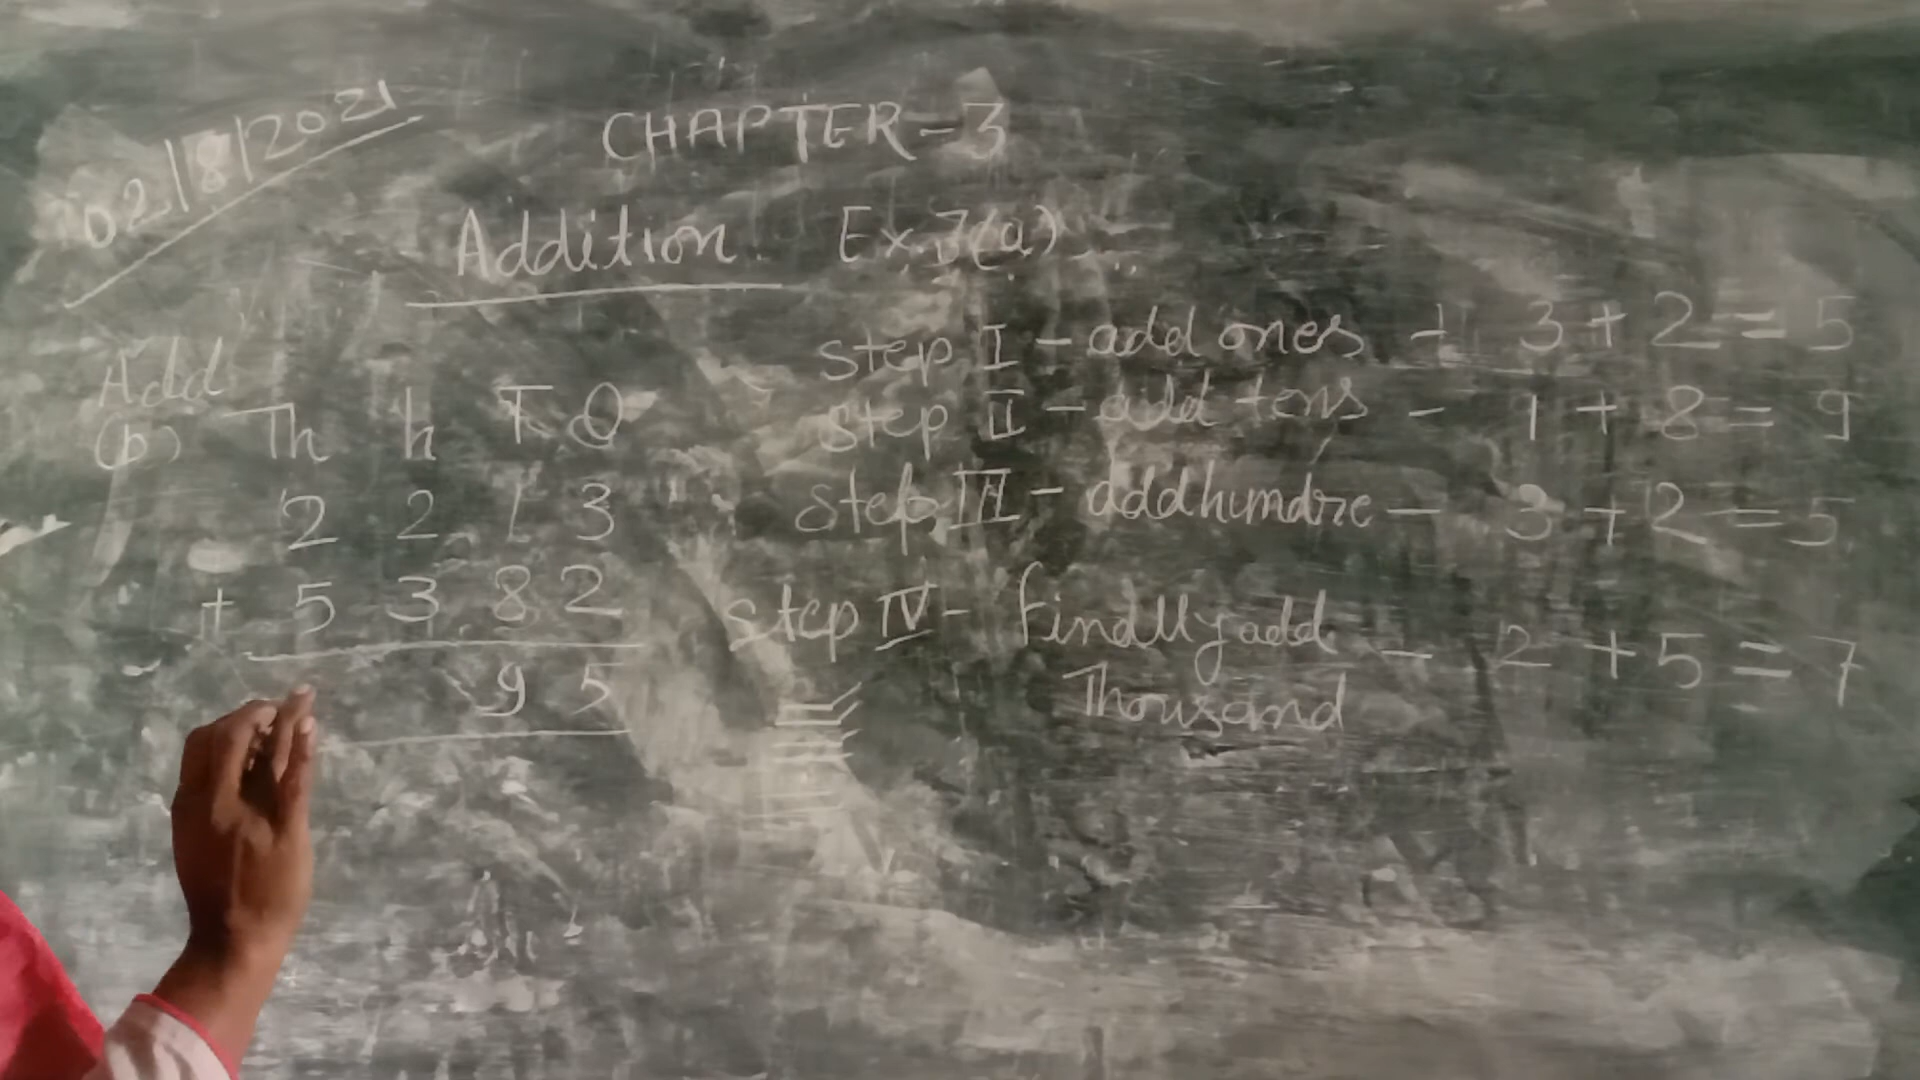 02/8/2021
CHAPTER-3
Addition Ex.3(a)
Add
(b) Th h T O
2 2 1 3
+ 5 3 8 2
9 5
step I - add ones - 3 + 2 = 5
step II - add tens - 1 + 8 = 9
step III - add hundre - 3 + 2 = 5
step IV - Finally add - 2 + 5 = 7
Thousand